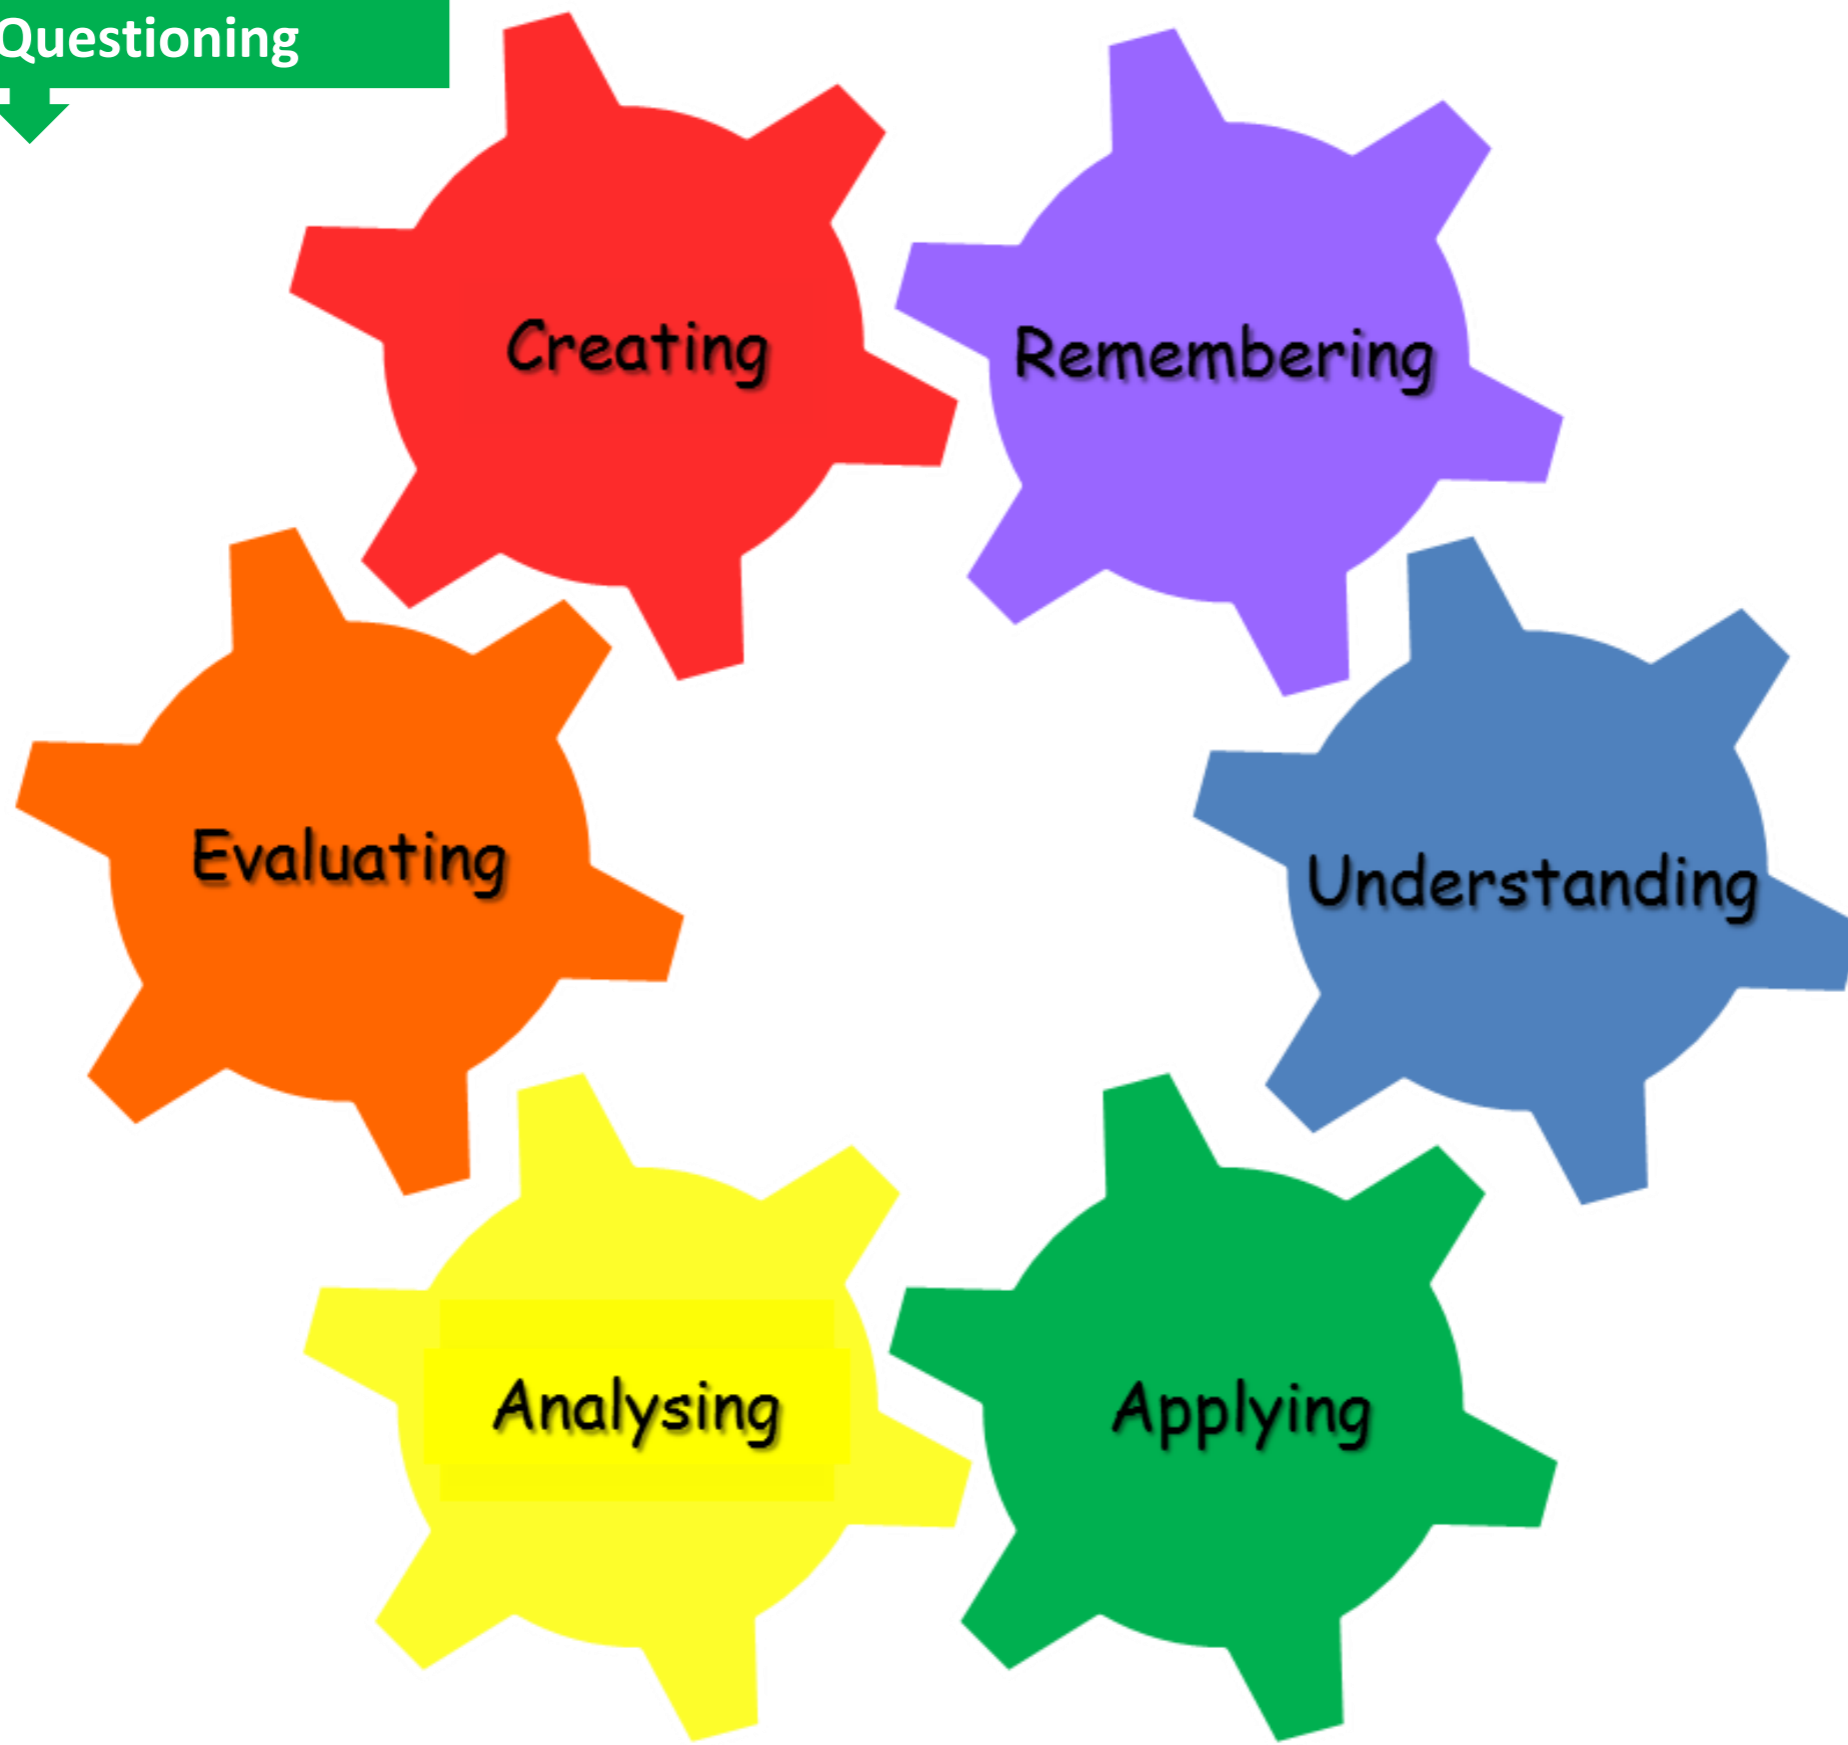 Questioning
Creating
Remembering
Evaluating
Understanding
Analysing
Applying